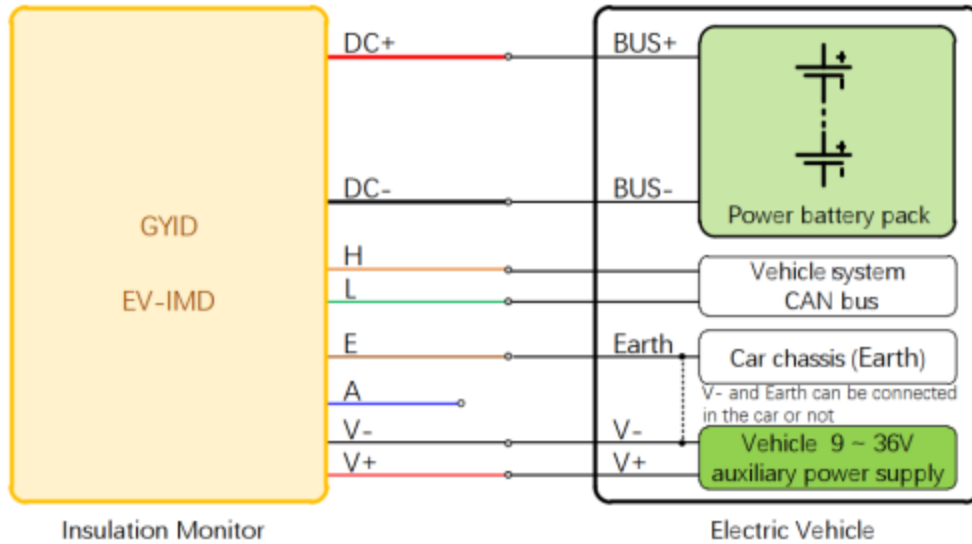 DC+
BUS+
DC-
BUS-
Power battery pack
GYID
EV-IMD
H
L
Vehicle system
CAN bus
E
Earth
Car chassis (Earth)
A
V- and Earth can be connected
in the car or not
V-
V-
V+
V+
Vehicle 9 ~ 36V
auxiliary power supply
Insulation Monitor
Electric Vehicle